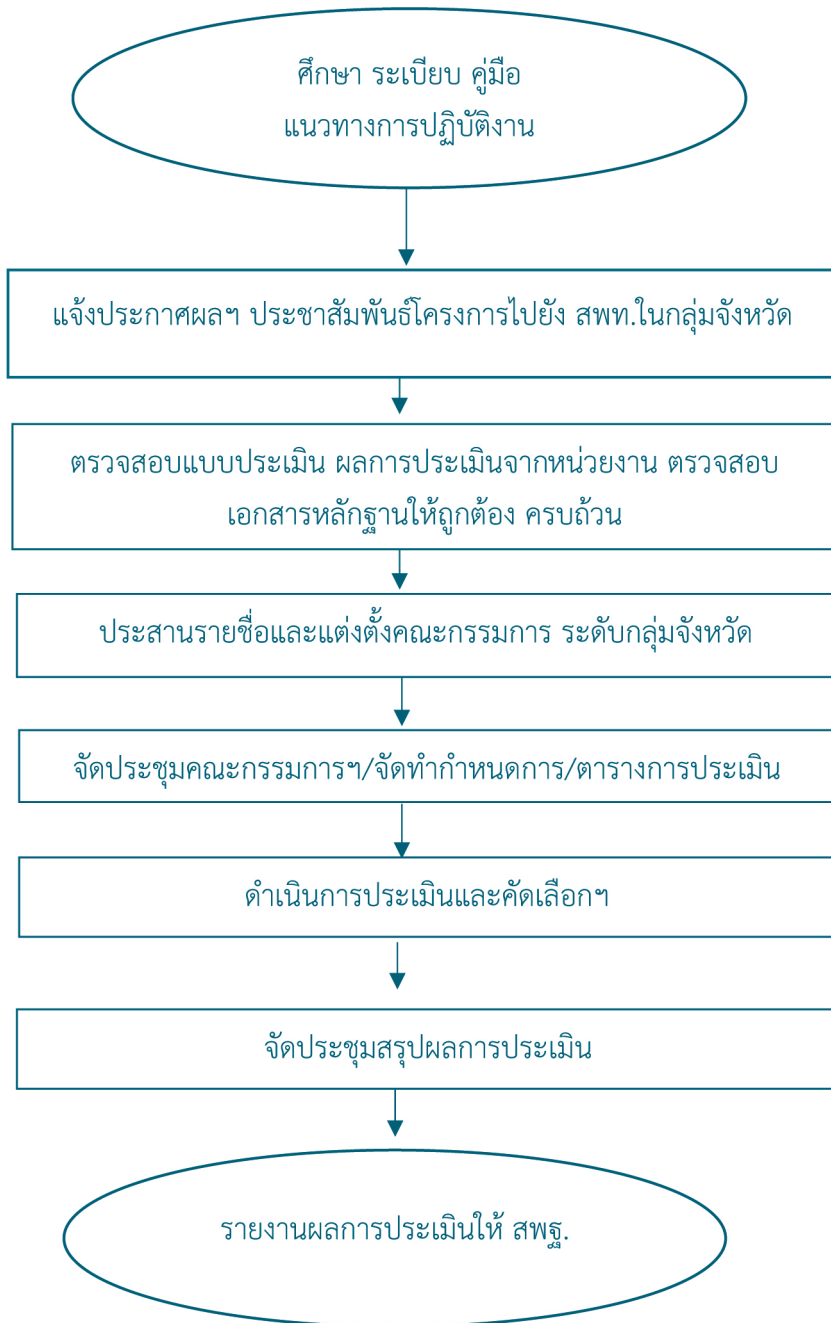 ศึกษา ระเบียบ คู่มือ
แนวทางการปฏิบัติงาน
แจ้งประกาศผลฯ ประชาสัมพันธ์โครงการไปยัง สพท.ในกลุ่มจังหวัด
ตรวจสอบแบบประเมิน ผลการประเมินจากหน่วยงาน ตรวจสอบ
เอกสารหลักฐานให้ถูกต้อง ครบถ้วน
ประสานรายชื่อและแต่งตั้งคณะกรรมการ ระดับกลุ่มจังหวัด
จัดประชุมคณะกรรมการฯ/จัดทำกำหนดการ/ตารางการประเมิน
ดำเนินการประเมินและคัดเลือกฯ
จัดประชุมสรุปผลการประเมิน
รายงานผลการประเมินให้ สพฐ.